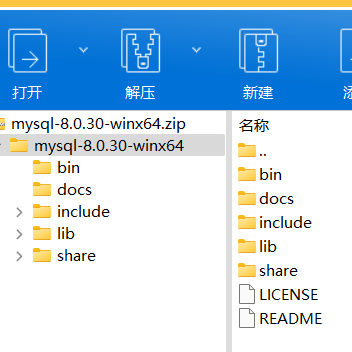 打开 解压 新建
mysql-8.0.30-winx64.zip
mysql-8.0.30-winx64
bin
docs
include
lib
share
名称
..
bin
docs
include
lib
share
LICENSE
README